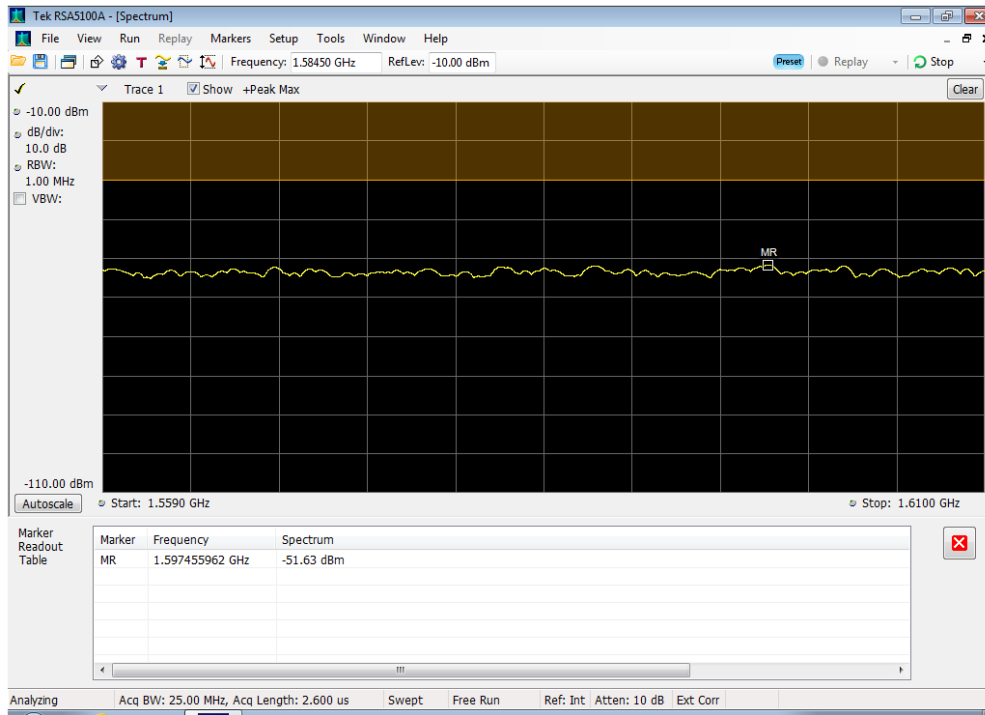 Tek RSA5100A - [Spectrum]
File View Run Replay Markers Setup Tools Window Help
T Frequency: 1.58450 GHz RefLev: -10.00 dBm Preset Replay Stop
Trace 1 Show +Peak Max Clear
-10.00 dBm
dB/div:
10.0 dB
RBW:
1.00 MHz
VBW:
MR
-110.00 dBm
Autoscale Start: 1.5590 GHz Stop: 1.6100 GHz
Marker Readout Table
Marker Frequency Spectrum
MR 1.597455962 GHz -51.63 dBm
Analyzing Acq BW: 25.00 MHz, Acq Length: 2.600 us Swept Free Run Ref: Int Atten: 10 dB Ext Corr